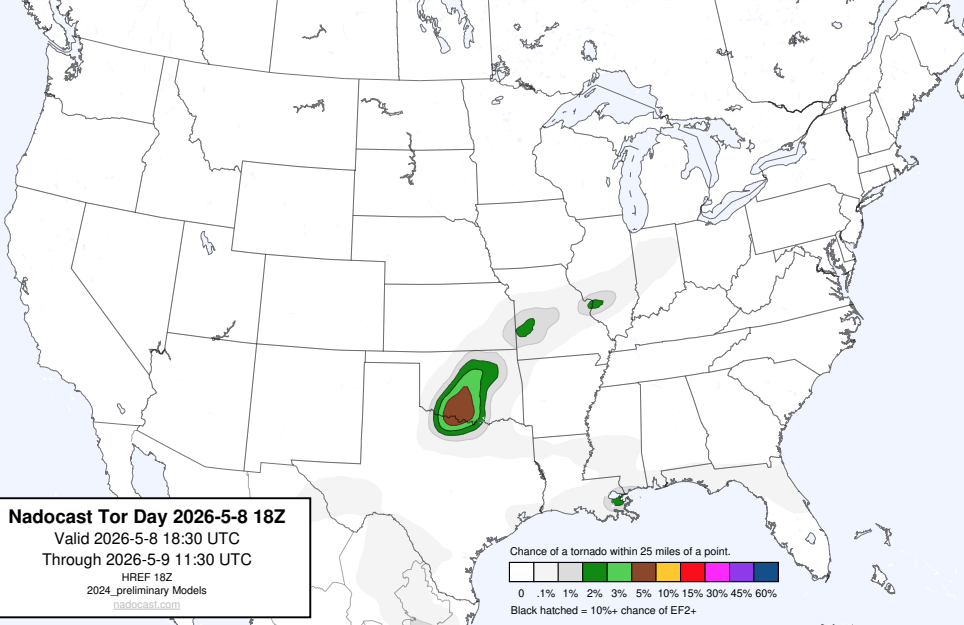 Nadocast Tor Day 2026-5-8 18Z
Valid 2026-5-8 18:30 UTC
Through 2026-5-9 11:30 UTC
HREF 18Z
2024_preliminary Models
nadocast.com
Chance of a tornado within 25 miles of a point.
0 .1% 1% 2% 3% 5% 10% 15% 30% 45% 60%
Black hatched = 10%+ chance of EF2+